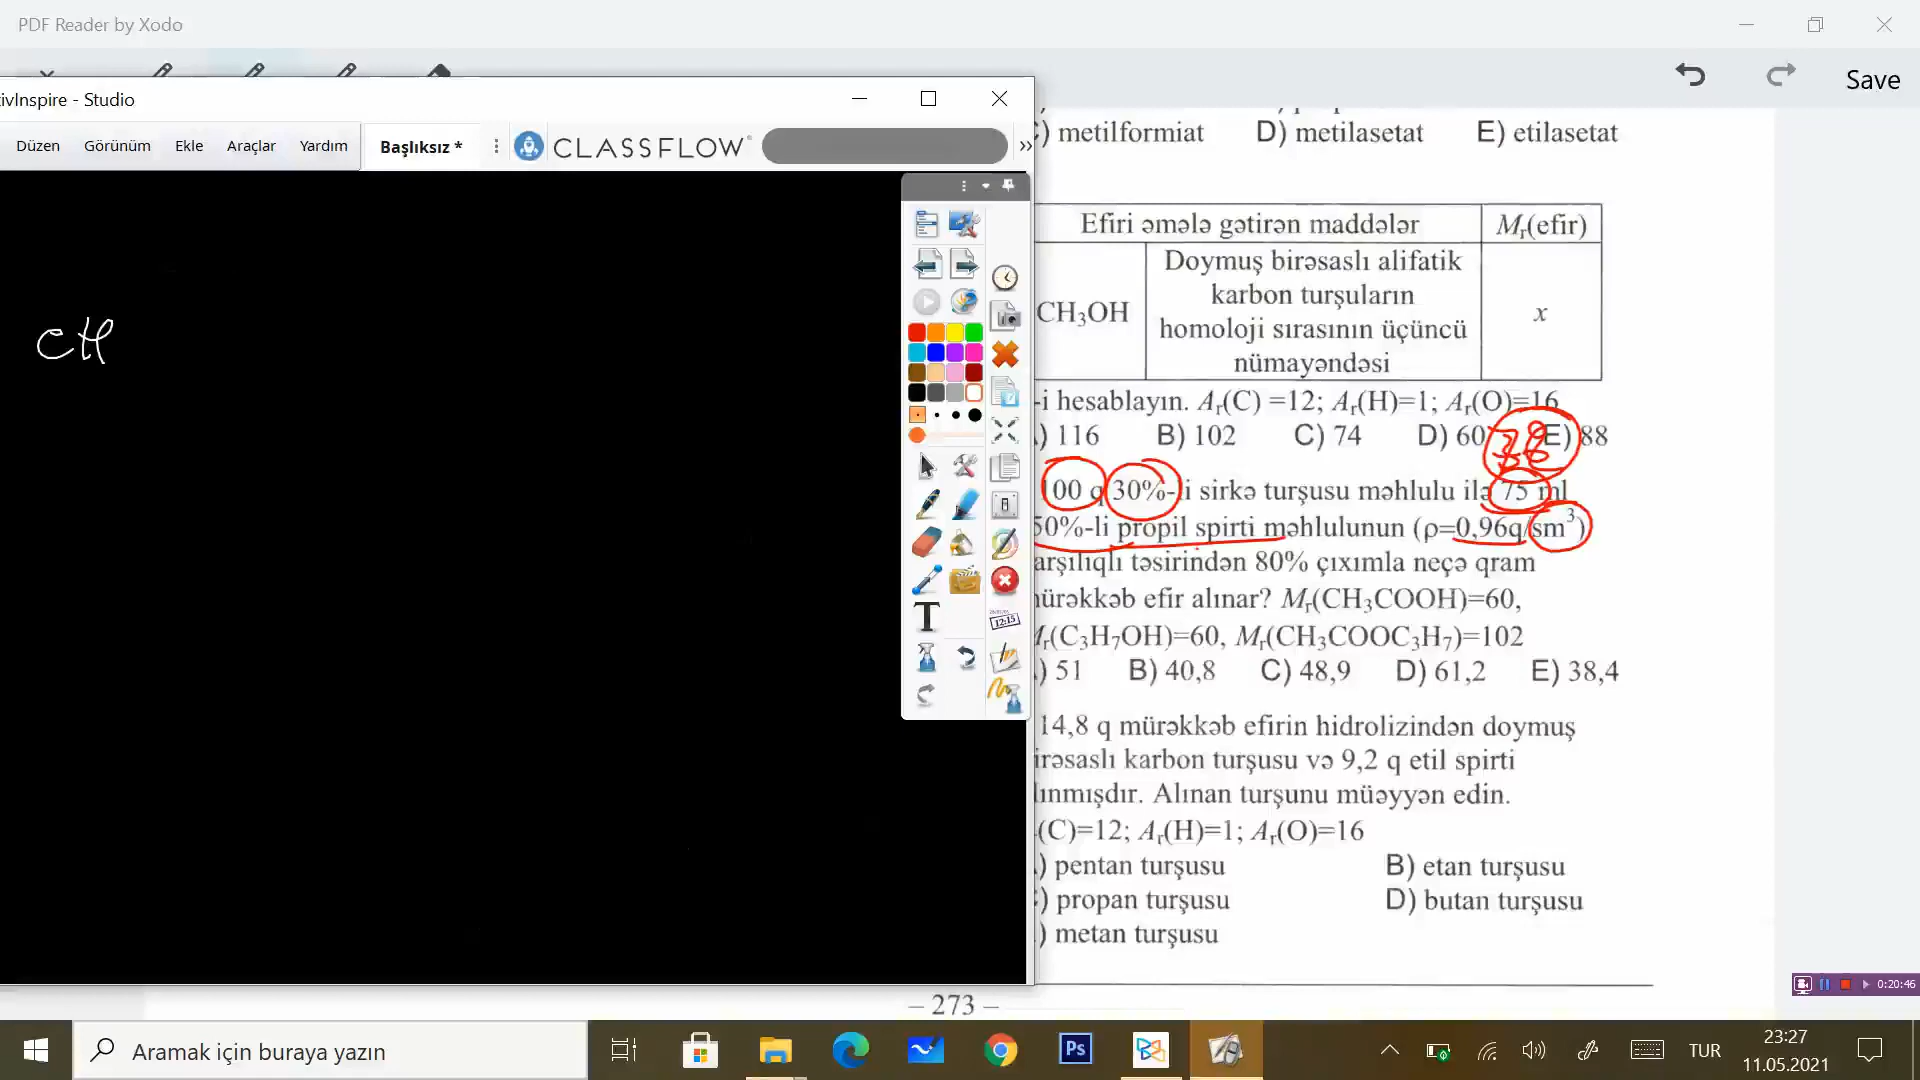 PDF Reader by Xodo
Save
ivInspire - Studio
Düzen Görünüm Ekle Araçlar Yardım Başlıksız * CLASSFLOW
metilformiat D) metilasetat E) etilasetat
Efiri əmələ gətirən maddələr Mr(efir)
CH3OH Doymuş birəsaslı alifatik karbon turşuların homoloji sırasının üçüncü nümayəndəsi x
-i hesablayın. Ar(C) =12; Ar(H)=1; Ar(O)=16
) 116 B) 102 C) 74 D) 60 E) 88
100 q 30%-li sirkə turşusu məhlulu ilə 75 ml
50%-li propil spirti məhlulunun (ρ=0,96q/sm³)
arşılıqlı təsirindən 80% çıxımla neçə qram
mürəkkəb efir alınar? Mr(CH3COOH)=60,
Mr(C3H7OH)=60, Mr(CH3COOC3H7)=102
) 51 B) 40,8 C) 48,9 D) 61,2 E) 38,4
14,8 q mürəkkəb efirin hidrolizindən doymuş
irəsaslı karbon turşusu və 9,2 q etil spirti
lınmışdır. Alınan turşunu müəyyən edin.
(C)=12; Ar(H)=1; Ar(O)=16
) pentan turşusu B) etan turşusu
) propan turşusu D) butan turşusu
) metan turşusu
– 273 –
CH
12:15
T
0:20:46
Aramak için buraya yazın
Ps
TUR
23:27
11.05.2021